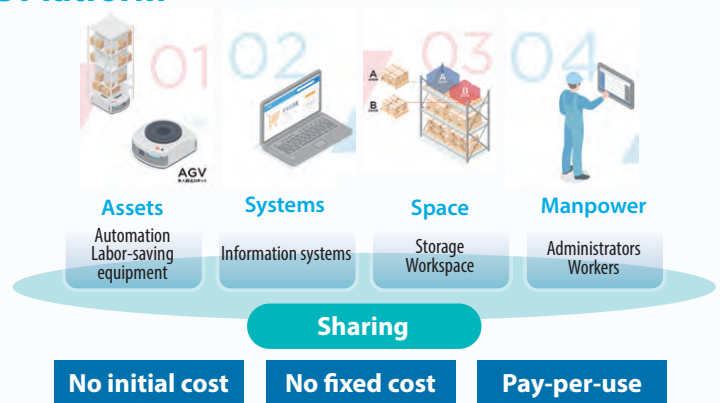 Platform
01
02
03
04
A
B
A
B
AGV
Assets
Systems
Space
Manpower
Automation
Labor-saving
equipment
Information systems
Storage
Workspace
Administrators
Workers
Sharing
No initial cost
No fixed cost
Pay-per-use